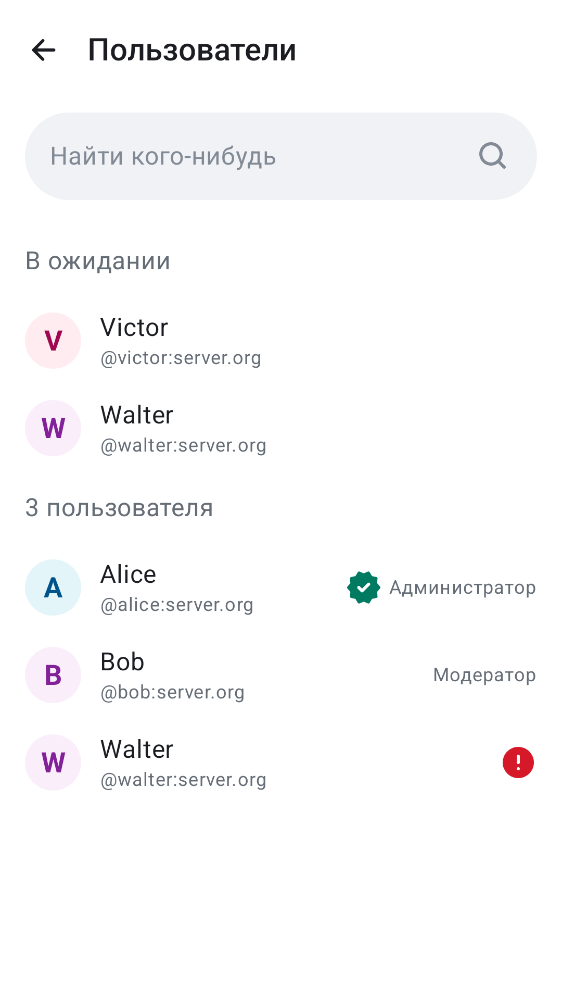 Пользователи
Найти кого-нибудь
В ожидании
V
Victor
@victor:server.org
W
Walter
@walter:server.org
3 пользователя
A
Alice
@alice:server.org
Администратор
B
Bob
@bob:server.org
Модератор
W
Walter
@walter:server.org